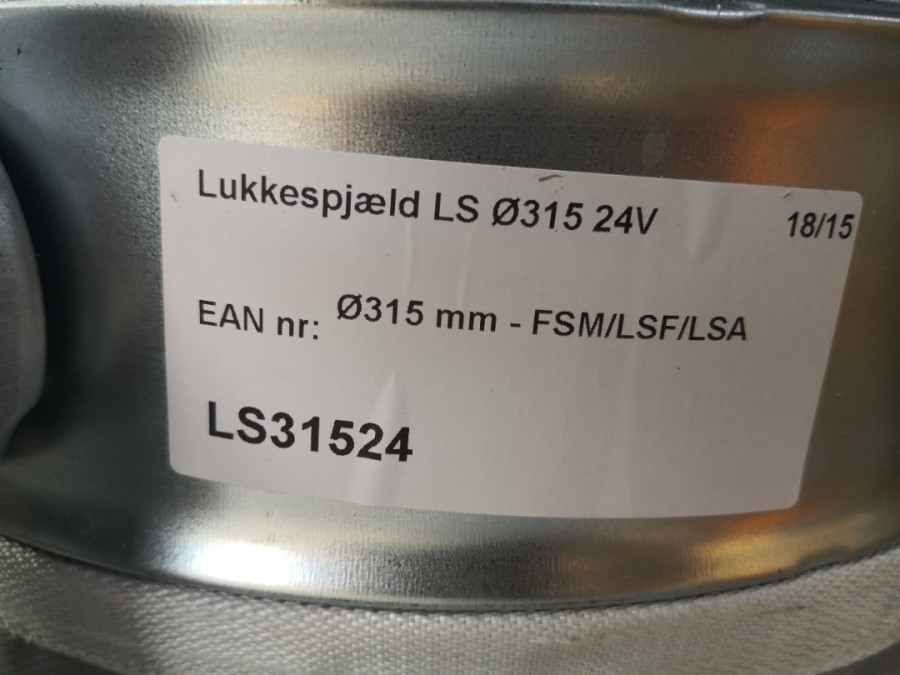 Lukkespjæld LS Ø315 24V 18/15
EAN nr: Ø315 mm - FSM/LSF/LSA
LS31524